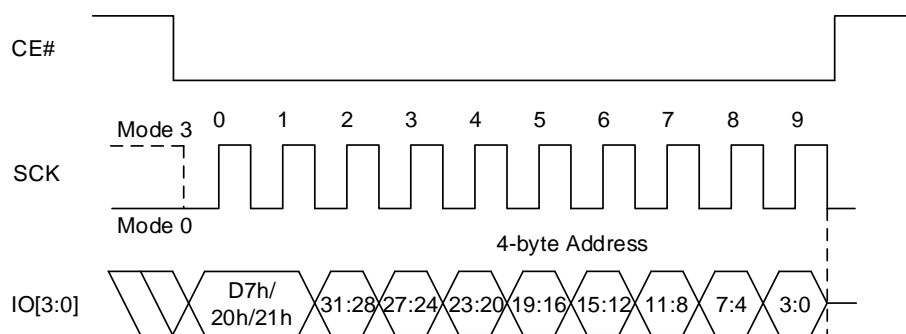 CE#
Mode 3 0 1 2 3 4 5 6 7 8 9
SCK
Mode 0
4-byte Address
IO[3:0] D7h/ 31:28 27:24 23:20 19:16 15:12 11:8 7:4 3:0
20h/21h